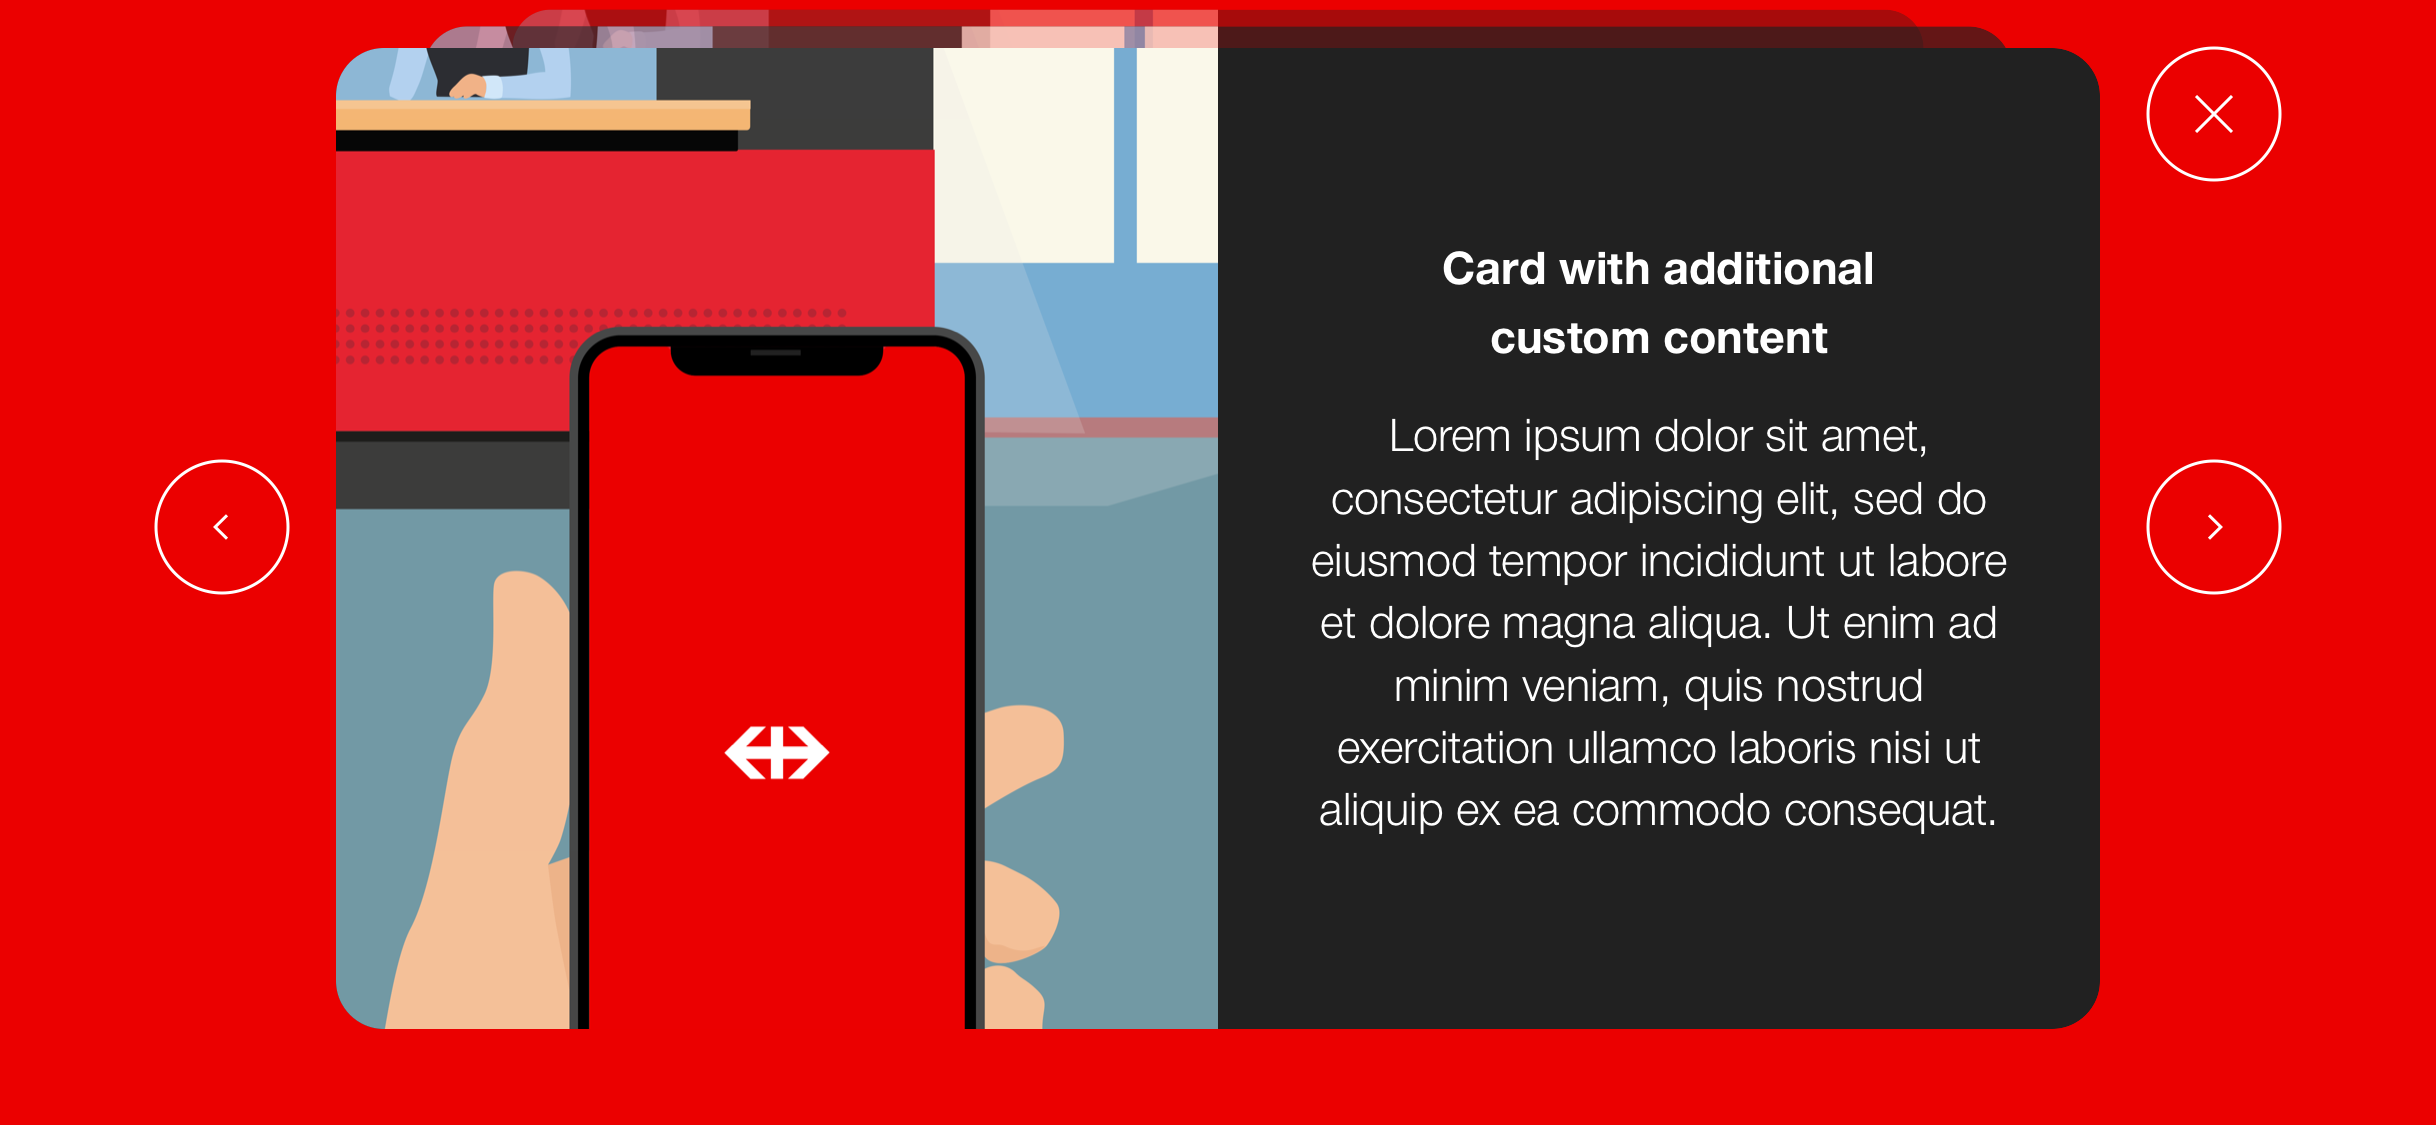 Card with additional
custom content
Lorem ipsum dolor sit amet,
consectetur adipiscing elit, sed do
eiusmod tempor incididunt ut labore
et dolore magna aliqua. Ut enim ad
minim veniam, quis nostrud
exercitation ullamco laboris nisi ut
aliquip ex ea commodo consequat.